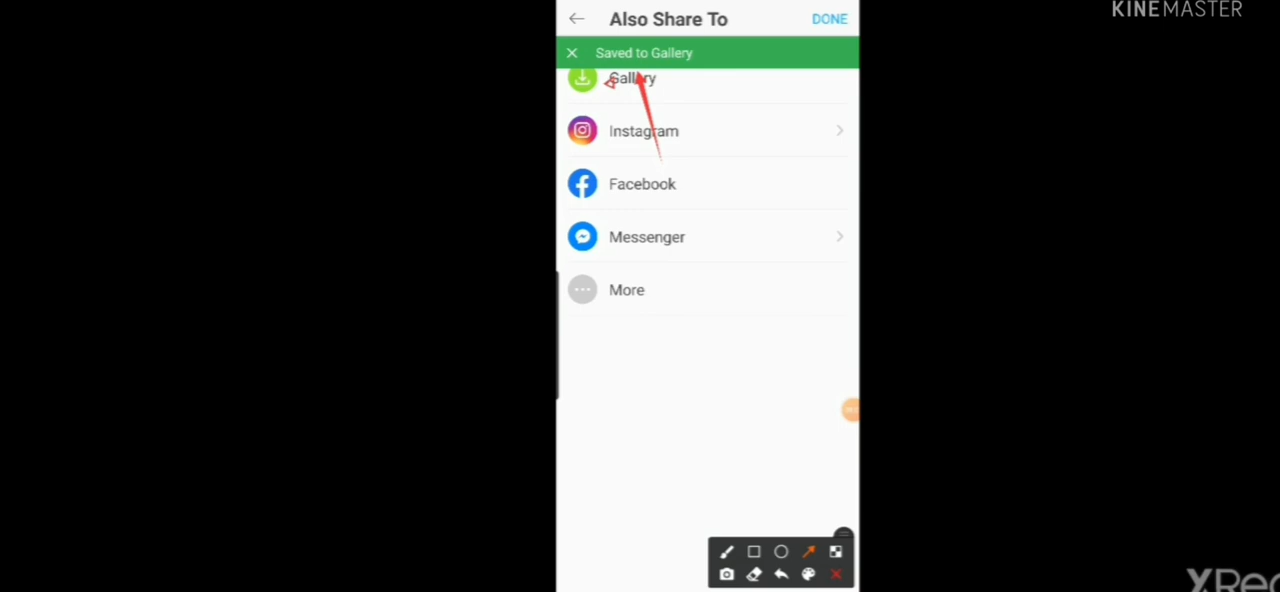 KINEMASTER
Also Share To
DONE
Saved to Gallery
Gallery
Instagram
Facebook
Messenger
More